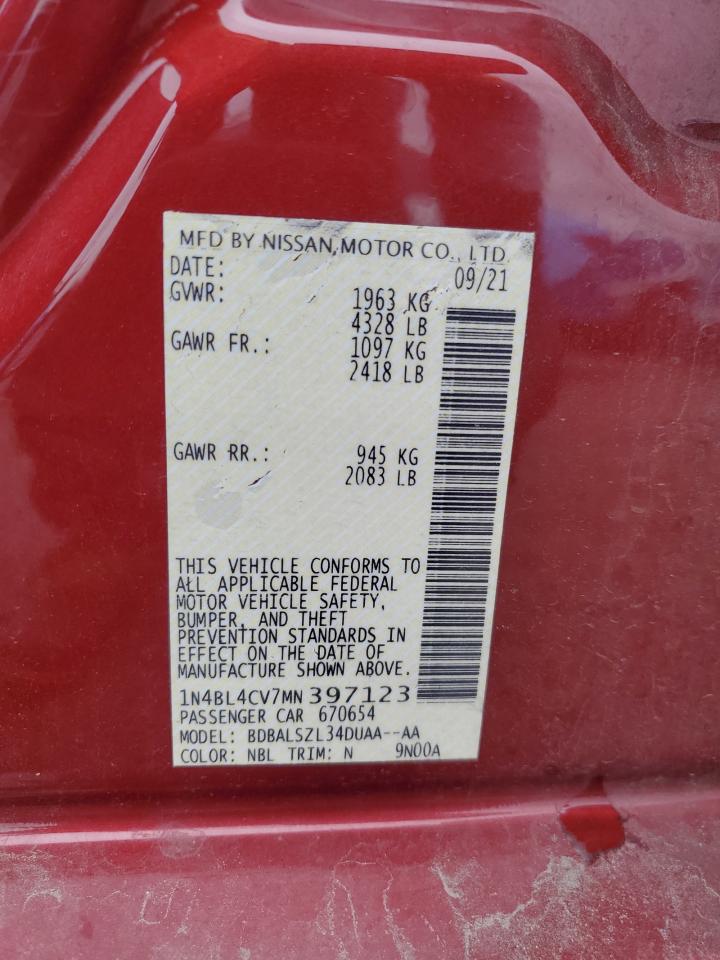 MFD BY NISSAN MOTOR CO., LTD.
DATE: 09/21
GVWR: 1963 KG
4328 LB
GAWR FR.: 1097 KG
2418 LB
GAWR RR.: 945 KG
2083 LB
THIS VEHICLE CONFORMS TO
ALL APPLICABLE FEDERAL
MOTOR VEHICLE SAFETY,
BUMPER, AND THEFT
PREVENTION STANDARDS IN
EFFECT ON THE DATE OF
MANUFACTURE SHOWN ABOVE.
1N4BL4CV7MN397123
PASSENGER CAR 670654
MODEL: BDBALSZL34DUAA--AA
COLOR: NBL TRIM: N 9N00A